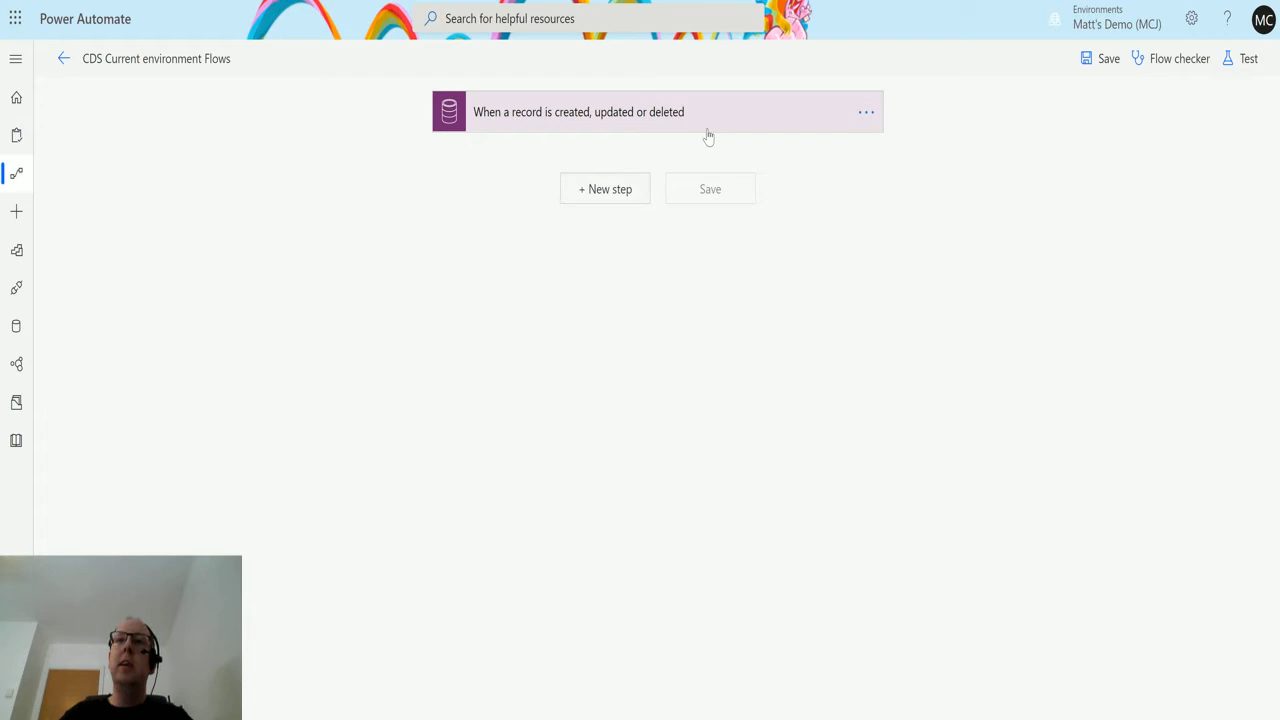 Power Automate
Search for helpful resources
Environments
Matt's Demo (MCJ)
?
MC
CDS Current environment Flows
Save
Flow checker
Test
When a record is created, updated or deleted
...
+ New step
Save